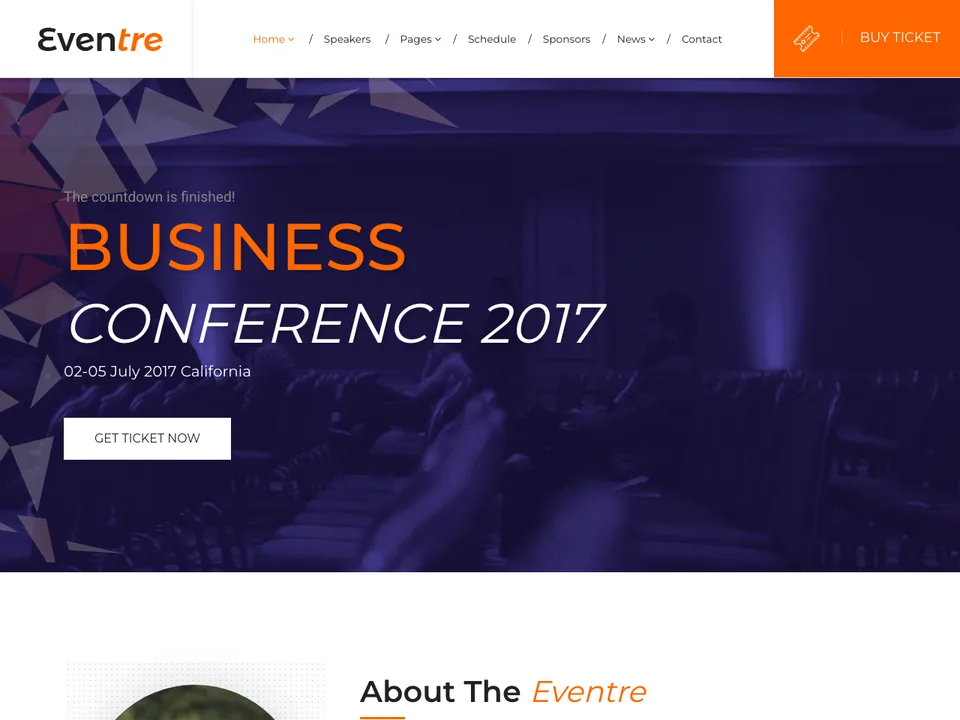 Eventre
Home / Speakers / Pages / Schedule / Sponsors / News / Contact
BUY TICKET
The countdown is finished!
BUSINESS
CONFERENCE 2017
02-05 July 2017 California
GET TICKET NOW
About The Eventre